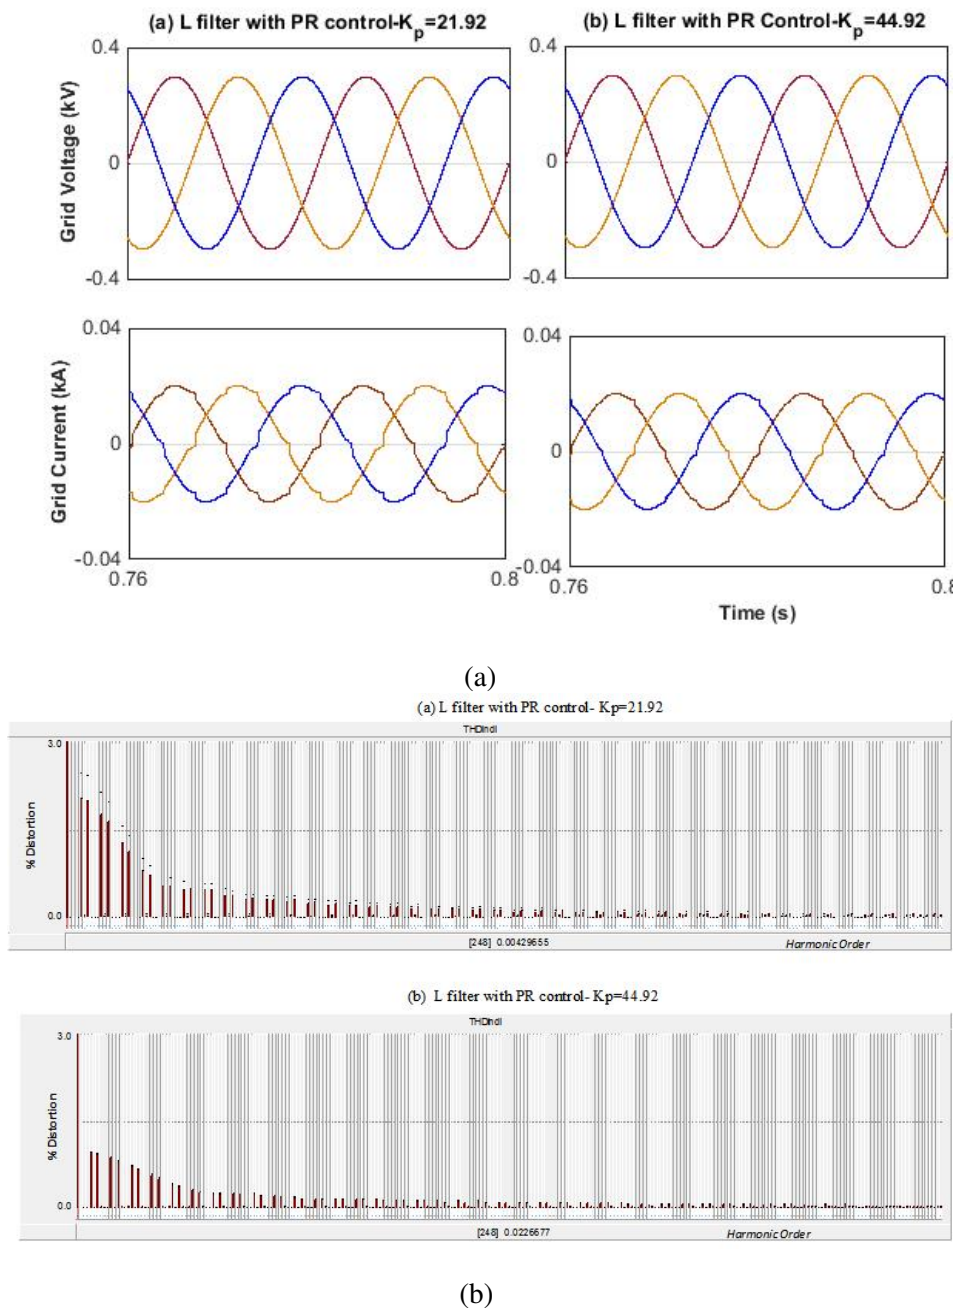 (a) L filter with PR control-Kp=21.92
(b) L filter with PR Control-Kp=44.92
0.4
0
-0.4
Grid Voltage (kV)
0.4
0
-0.4
0.04
0
-0.04
Grid Current (kA)
0.76
0.8
0.04
0
-0.04
0.76
0.8
Time (s)
(a)
(a) L filter with PR control- Kp=21.92
THDIndI
3.0
% Distortion
0.0
[248] 0.00429655
Harmonic Order
(b) L filter with PR control- Kp=44.92
THDIndI
3.0
% Distortion
0.0
[248] 0.0226677
Harmonic Order
(b)